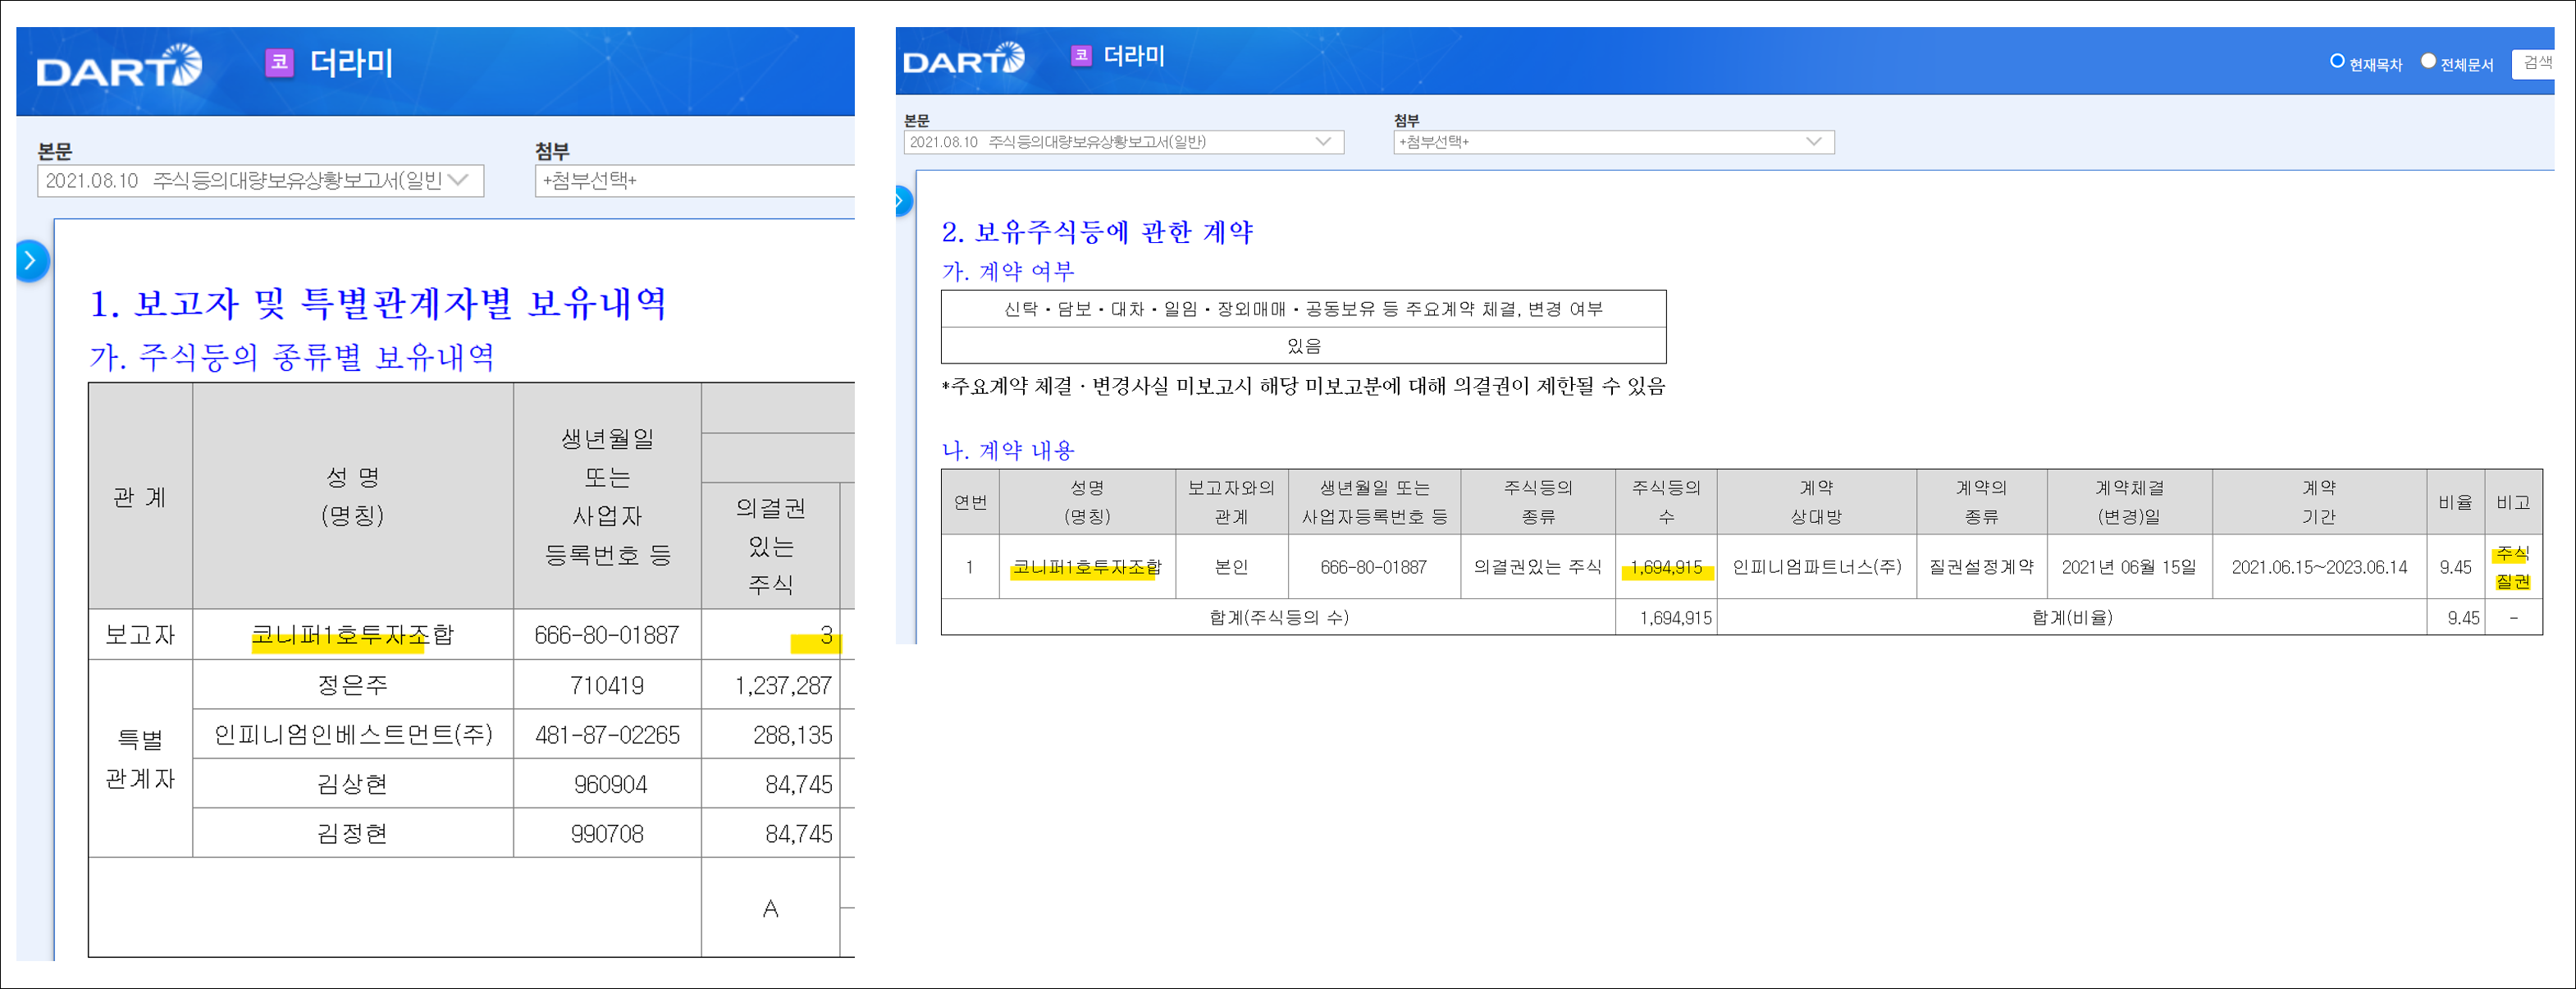 DART
코 더라미
본문
2021.08.10 주식등의대량보유상황보고서(일반
첨부
+첨부선택+
1. 보고자 및 특별관계자별 보유내역
가. 주식등의 종류별 보유내역
관 계
성 명
(명칭)
생년월일
또는
사업자
등록번호 등
의결권
있는
주식
보고자 코니퍼1호투자조합 666-80-01887 3
특별
관계자
정은주 710419 1,237,287
인피니엄인베스트먼트(주) 481-87-02265 288,135
김상현 960904 84,745
김정현 990708 84,745
A
DART
코 더라미
현재목차 전체문서 검색
본문
2021.08.10 주식등의대량보유상황보고서(일반)
첨부
+첨부선택+
2. 보유주식등에 관한 계약
가. 계약 여부
신탁·담보·대차·일임·장외매매·공동보유 등 주요계약 체결, 변경 여부
있음
*주요계약 체결·변경사실 미보고시 해당 미보고분에 대해 의결권이 제한될 수 있음
나. 계약 내용
연번
성명
(명칭)
보고자와의
관계
생년월일 또는
사업자등록번호 등
주식등의
종류
주식등의
수
계약
상대방
계약의
종류
계약체결
(변경)일
계약
기간
비율
비고
1 코니퍼1호투자조합 본인 666-80-01887 의결권있는 주식 1,694,915 인피니엄파트너스(주) 질권설정계약 2021년 06월 15일 2021.06.15~2023.06.14 9.45
주식
질권
합계(주식등의 수) 1,694,915 합계(비율) 9.45 -